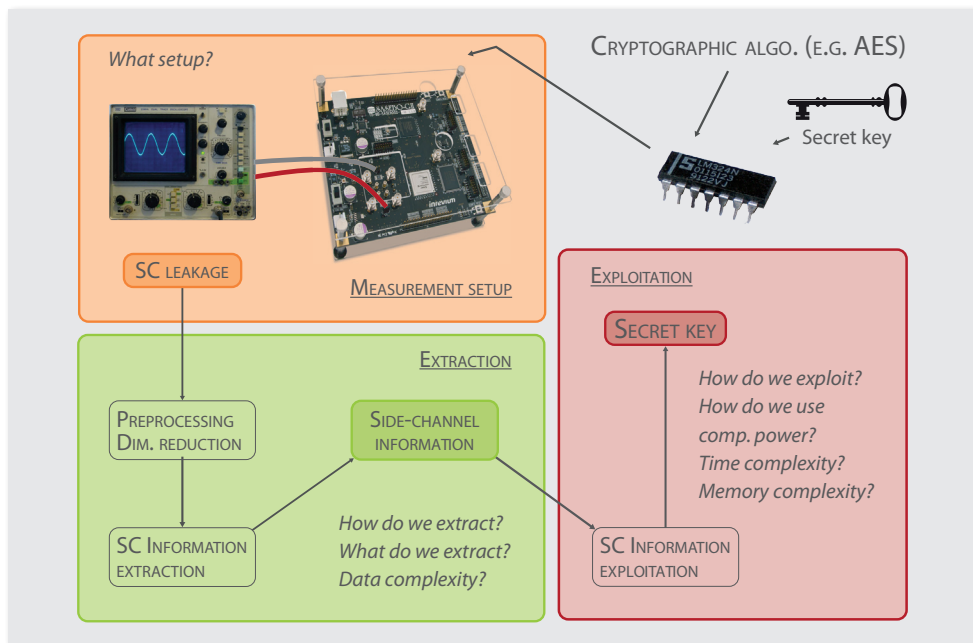 What setup?
CRYPTOGRAPHIC ALGO. (E.G. AES)
Secret key
LM324N
SC LEAKAGE
MEASUREMENT SETUP
EXPLOITATION
SECRET KEY
EXTRACTION
How do we exploit?
How do we use
comp. power?
Time complexity?
Memory complexity?
PREPROCESSING
DIM. REDUCTION
SIDE-CHANNEL
INFORMATION
How do we extract?
What do we extract?
Data complexity?
SC INFORMATION
EXTRACTION
SC INFORMATION
EXPLOITATION